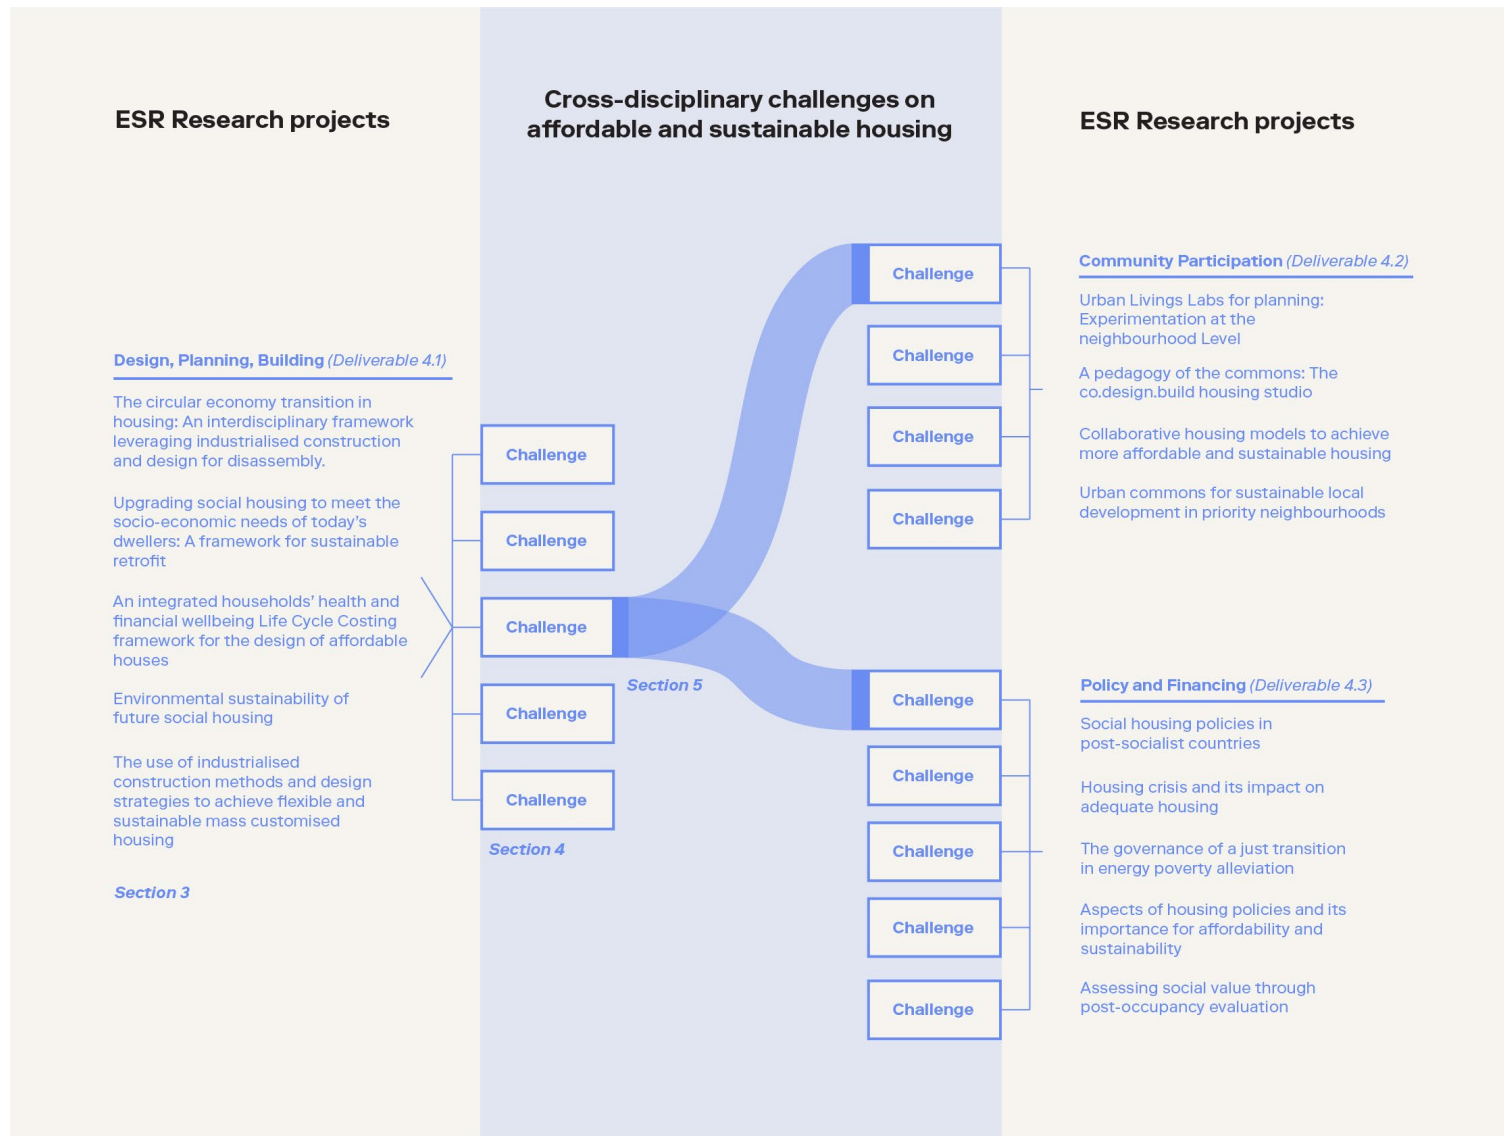 ESR Research projects
Design, Planning, Building (Deliverable 4.1)
The circular economy transition in
housing: An interdisciplinary framework
leveraging industrialised construction
and design for disassembly.
Upgrading social housing to meet the
socio-economic needs of today's
dwellers: A framework for sustainable
retrofit
An integrated households' health and
financial wellbeing Life Cycle Costing
framework for the design of affordable
houses
Environmental sustainability of
future social housing
The use of industrialised
construction methods and design
strategies to achieve flexible and
sustainable mass customised
housing
Section 3
Cross-disciplinary challenges on
affordable and sustainable housing
Challenge
Challenge
Challenge
Challenge
Challenge
Section 4
Section 5
Challenge
Challenge
Challenge
Challenge
Challenge
Challenge
Challenge
Challenge
Challenge
ESR Research projects
Community Participation (Deliverable 4.2)
Urban Livings Labs for planning:
Experimentation at the
neighbourhood Level
A pedagogy of the commons: The
co.design.build housing studio
Collaborative housing models to achieve
more affordable and sustainable housing
Urban commons for sustainable local
development in priority neighbourhoods
Policy and Financing (Deliverable 4.3)
Social housing policies in
post-socialist countries
Housing crisis and its impact on
adequate housing
The governance of a just transition
in energy poverty alleviation
Aspects of housing policies and its
importance for affordability and
sustainability
Assessing social value through
post-occupancy evaluation